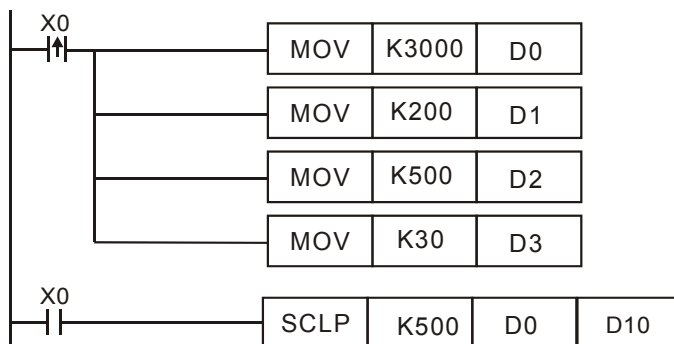 X0
MOV K3000 D0
MOV K200 D1
MOV K500 D2
MOV K30 D3
X0
SCLP K500 D0 D10